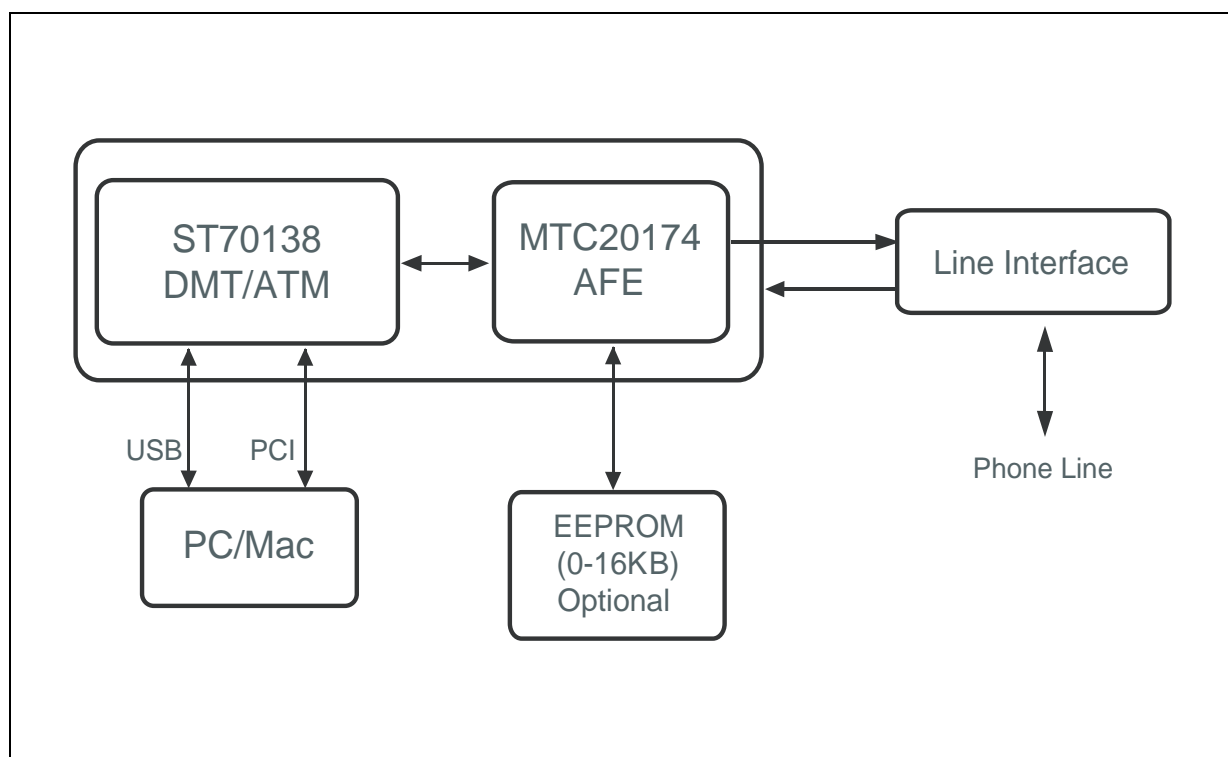 ST70138
DMT/ATM
MTC20174
AFE
Line Interface
USB
PCI
Phone Line
PC/Mac
EEPROM
(0-16KB)
Optional